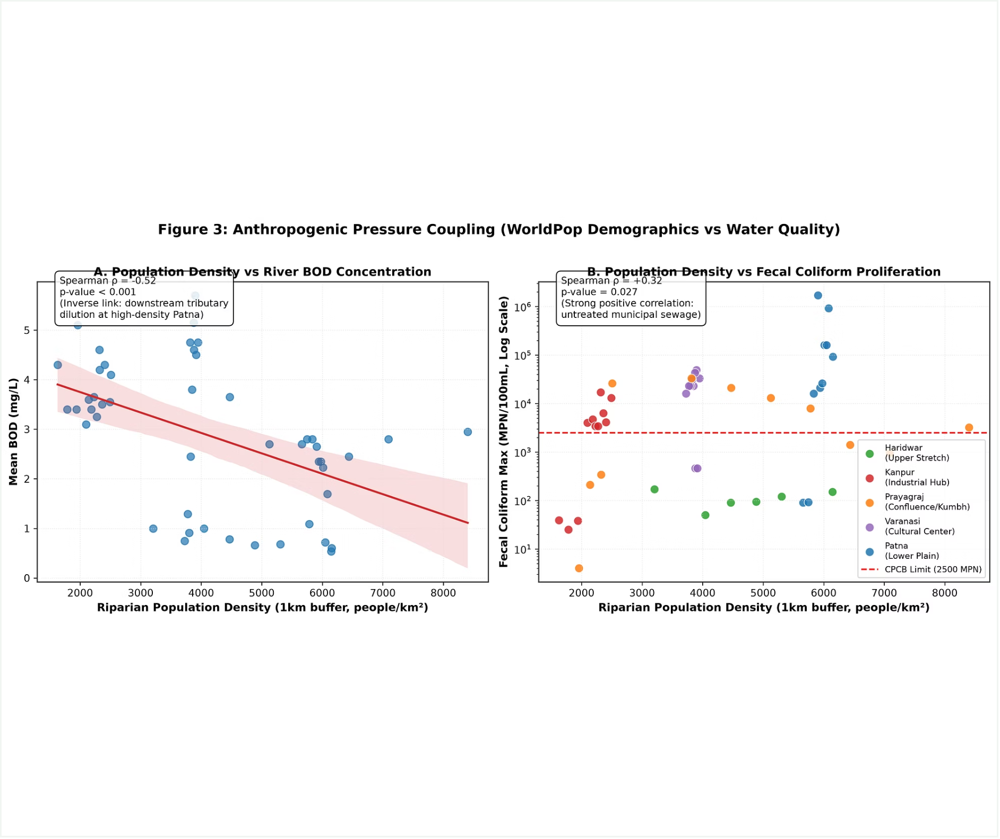 Figure 3: Anthropogenic Pressure Coupling (WorldPop Demographics vs Water Quality)
A. Population Density vs River BOD Concentration
Spearman ρ = -0.52
p-value < 0.001
(Inverse link: downstream tributary
dilution at high-density Patna)
Mean BOD (mg/L)
5
4
3
2
1
0
2000 3000 4000 5000 6000 7000 8000
Riparian Population Density (1km buffer, people/km²)
B. Population Density vs Fecal Coliform Proliferation
Spearman ρ = +0.32
p-value = 0.027
(Strong positive correlation:
untreated municipal sewage)
Fecal Coliform Max (MPN/100mL, Log Scale)
10⁶
10⁵
10⁴
10³
10²
10¹
Haridwar
(Upper Stretch)
Kanpur
(Industrial Hub)
Prayagraj
(Confluence/Kumbh)
Varanasi
(Cultural Center)
Patna
(Lower Plain)
CPCB Limit (2500 MPN)
2000 3000 4000 5000 6000 7000 8000
Riparian Population Density (1km buffer, people/km²)